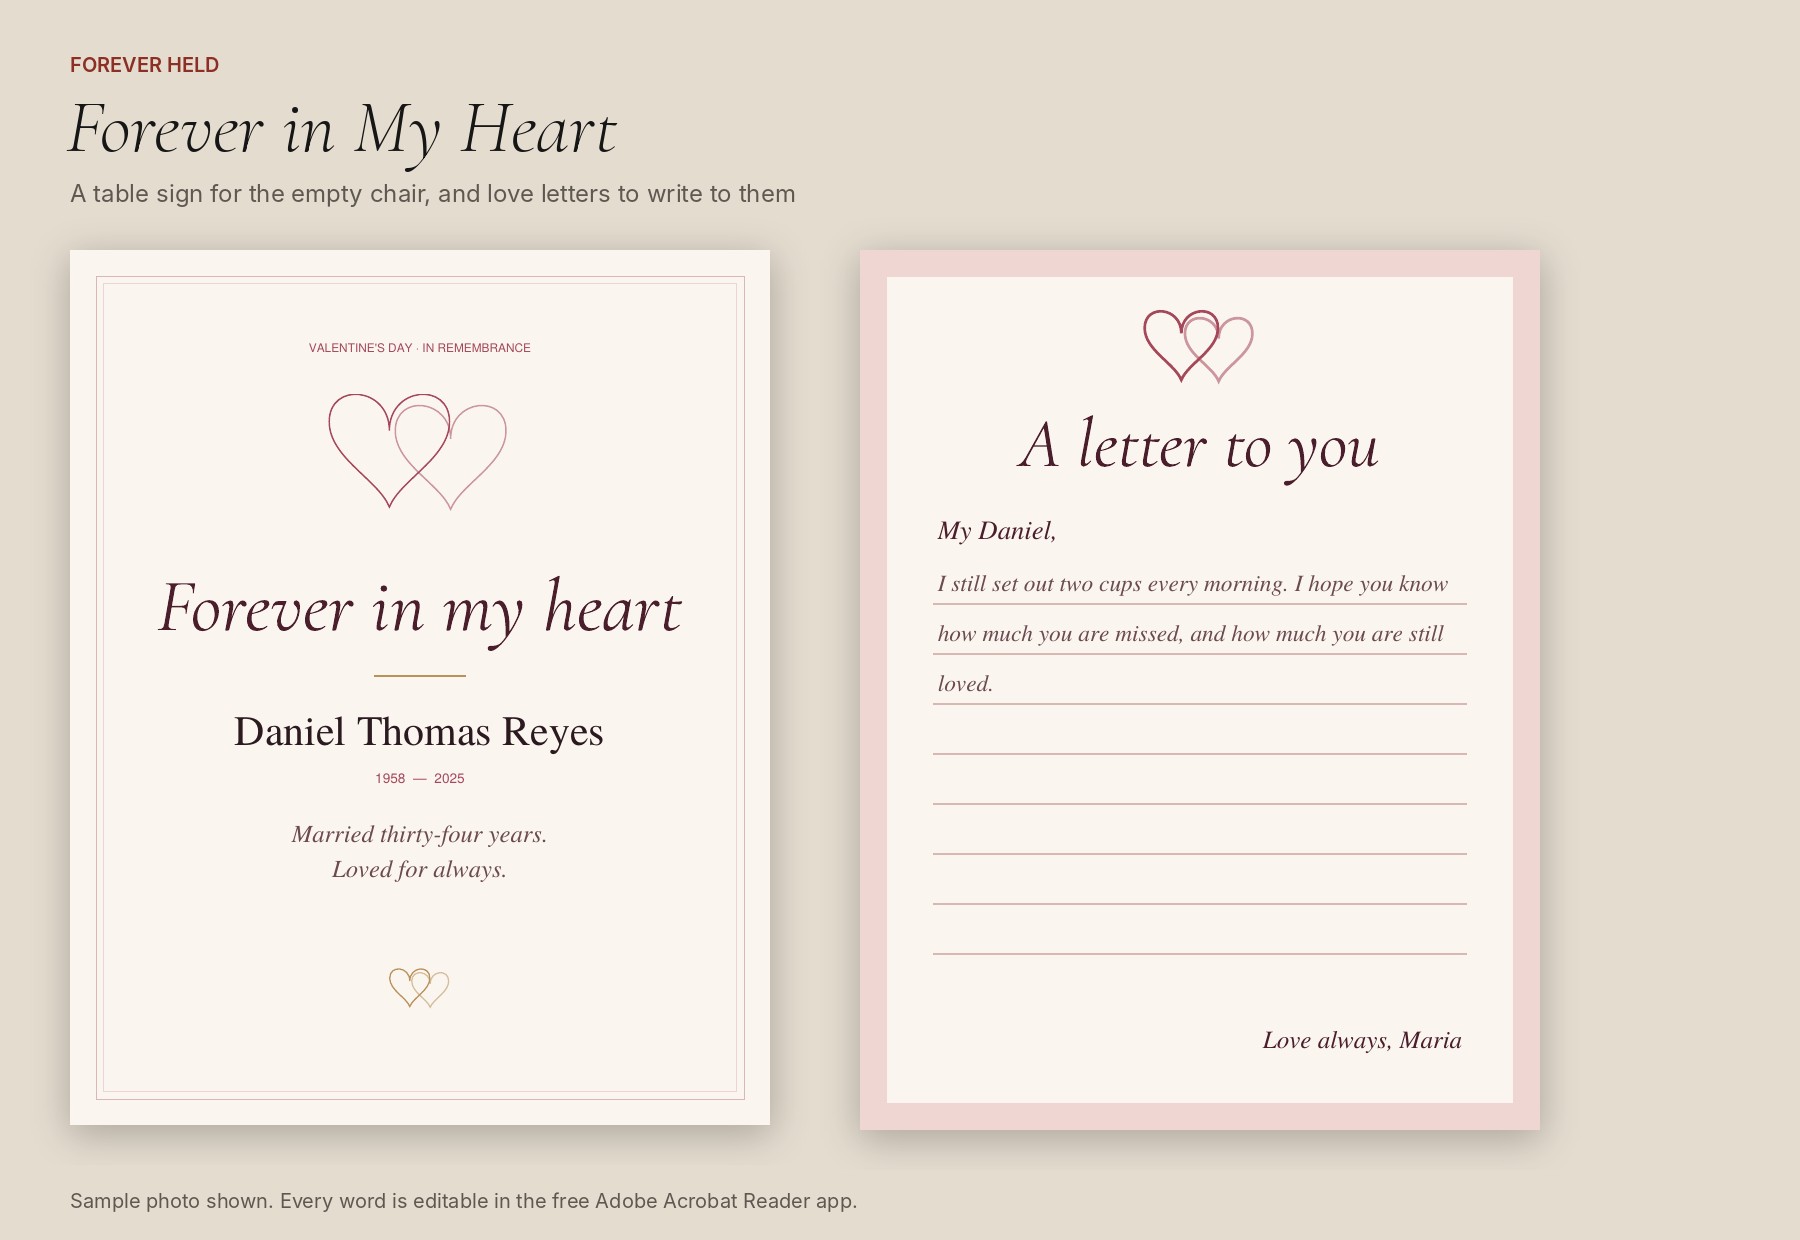 FOREVER HELD
Forever in My Heart
A table sign for the empty chair, and love letters to write to them
VALENTINE'S DAY · IN REMEMBRANCE
Forever in my heart
Daniel Thomas Reyes
1958 — 2025
Married thirty-four years.
Loved for always.
A letter to you
My Daniel,
I still set out two cups every morning. I hope you know
how much you are missed, and how much you are still
loved.
Love always, Maria
Sample photo shown. Every word is editable in the free Adobe Acrobat Reader app.